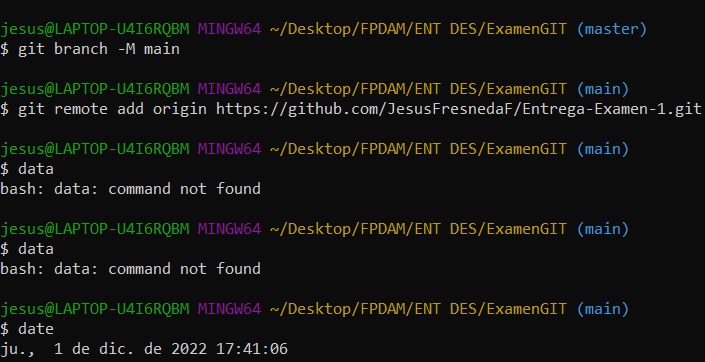 jesus@LAPTOP-U4I6RQBM MINGW64 ~/Desktop/FPDAM/ENT DES/ExamenGIT (master)
$ git branch -M main
jesus@LAPTOP-U4I6RQBM MINGW64 ~/Desktop/FPDAM/ENT DES/ExamenGIT (main)
$ git remote add origin https://github.com/JesusFresnedaF/Entrega-Examen-1.git
jesus@LAPTOP-U4I6RQBM MINGW64 ~/Desktop/FPDAM/ENT DES/ExamenGIT (main)
$ data
bash: data: command not found
jesus@LAPTOP-U4I6RQBM MINGW64 ~/Desktop/FPDAM/ENT DES/ExamenGIT (main)
$ data
bash: data: command not found
jesus@LAPTOP-U4I6RQBM MINGW64 ~/Desktop/FPDAM/ENT DES/ExamenGIT (main)
$ date
ju.,  1 de dic. de 2022 17:41:06